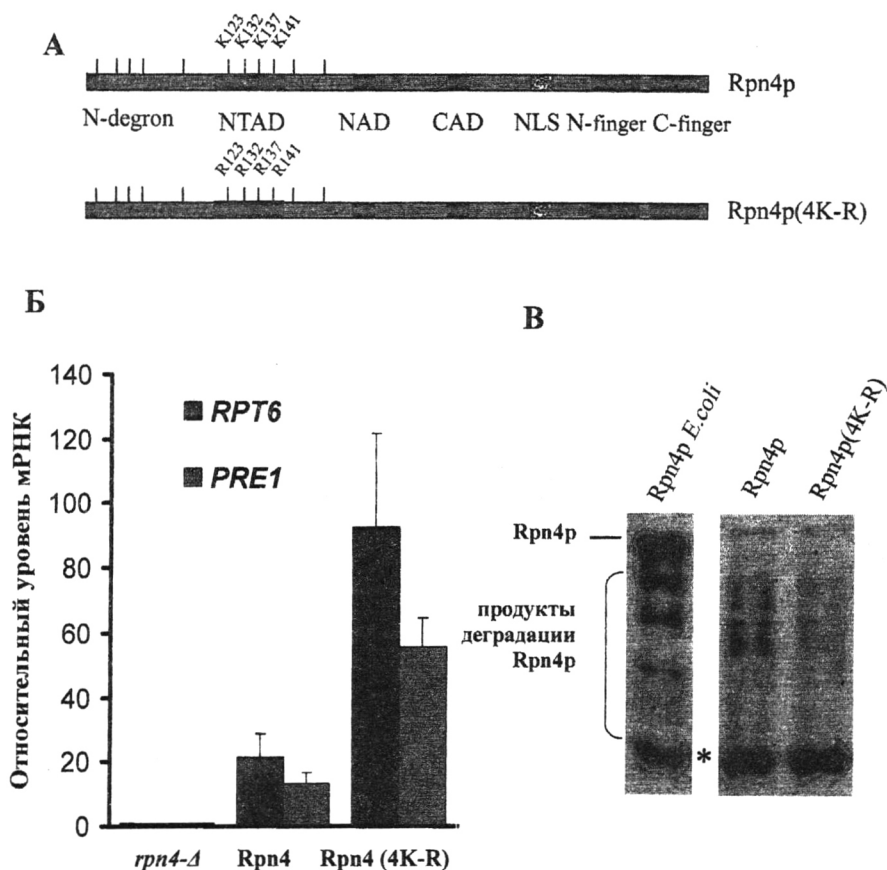 А
K123 K132 K137 K141
Rpn4p
N-degron NTAD NAD CAD NLS N-finger C-finger
R123 R132 R137 R141
Rpn4p(4K-R)
Б
Относительный уровень мРНК
140
120
100
80
60
40
20
0
RPT6
PRE1
rpn4-Δ Rpn4 Rpn4 (4K-R)
В
Rpn4p E.coli
Rpn4p
Rpn4p(4K-R)
Rpn4p
продукты
деградации
Rpn4p
*